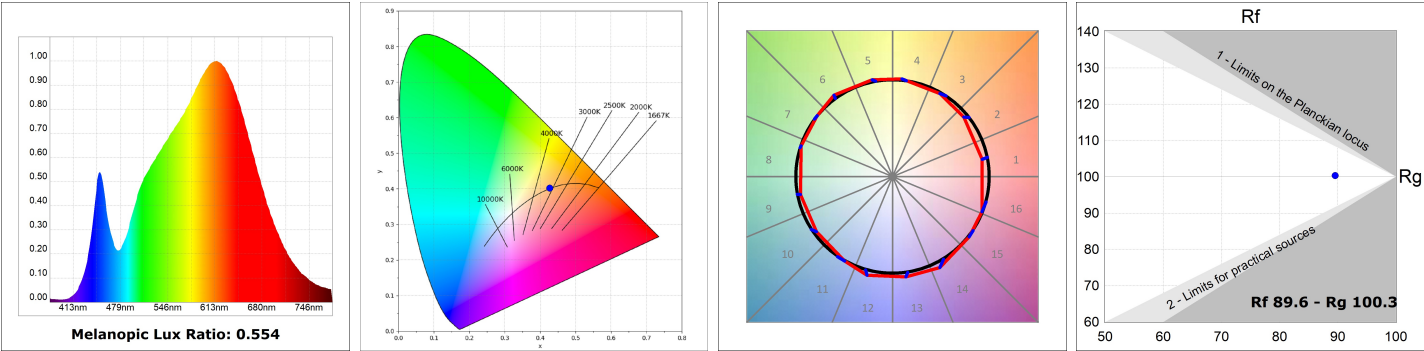 1.00
0.90
0.80
0.70
0.60
0.50
0.40
0.30
0.20
0.10
0.00
413nm 479nm 546nm 613nm 680nm 746nm
Melanopic Lux Ratio: 0.554
0.9
0.8
0.7
0.6
0.5
0.4
0.3
0.2
0.1
0.0
y
0.0 0.1 0.2 0.3 0.4 0.5 0.6 0.7 0.8
x
10000K
6000K
4000K
3000K
2500K
2000K
1667K
1
2
3
4
5
6
7
8
9
10
11
12
13
14
15
16
Rf
140
130
120
110
100
90
80
70
60
50 60 70 80 90 100
Rg
1 - Limits on the Planckian locus
2 - Limits for practical sources
Rf 89.6 - Rg 100.3